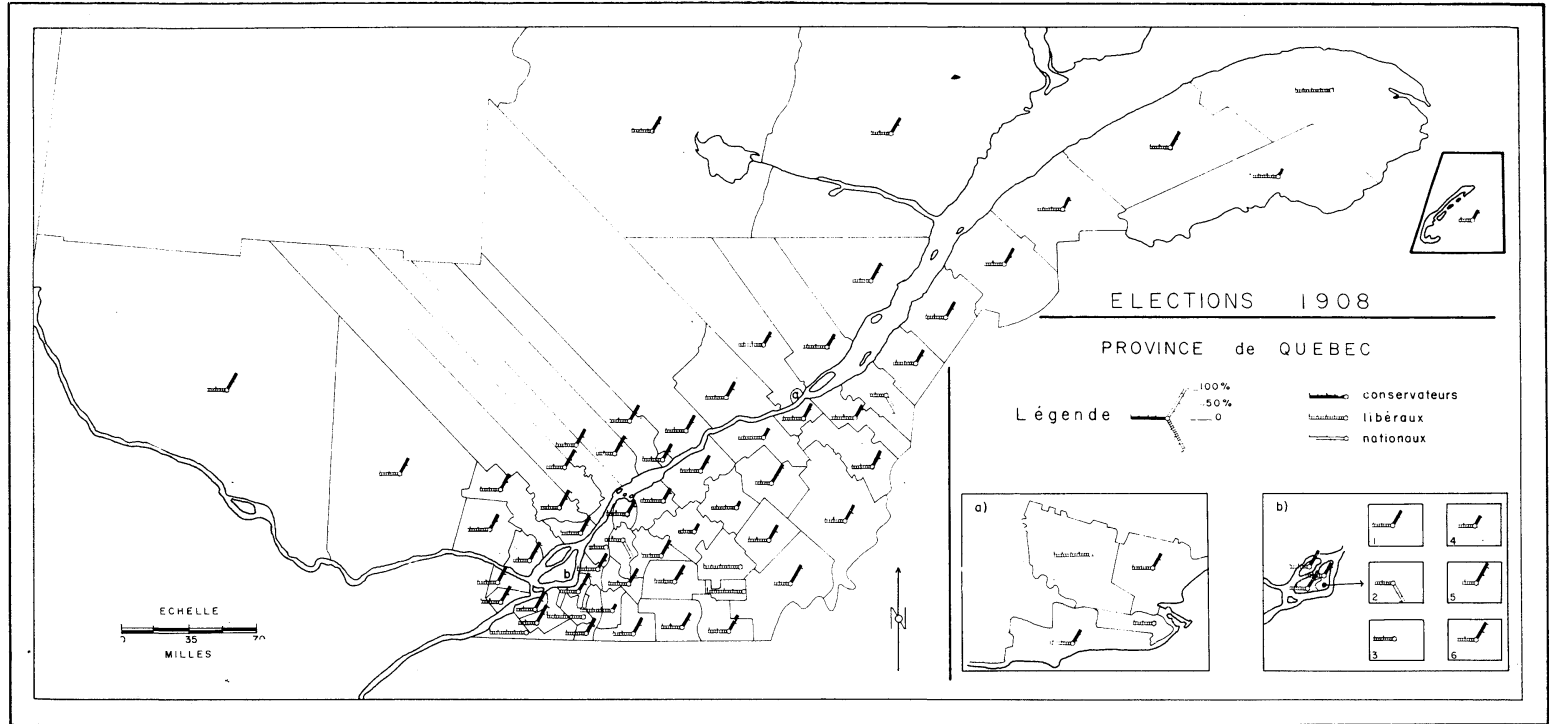 ELECTIONS 1908
PROVINCE de QUEBEC
Légende
100%
50%
0
conservateurs
libéraux
nationaux
a
b
a)
b)
1
4
2
5
3
6
ECHELLE
0 35 70
MILLES
N